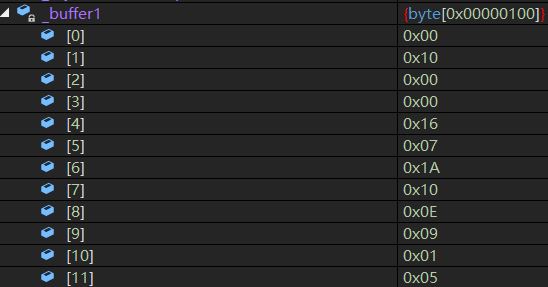 _buffer1 {byte[0x00000100]}
[0] 0x00
[1] 0x10
[2] 0x00
[3] 0x00
[4] 0x16
[5] 0x07
[6] 0x1A
[7] 0x10
[8] 0x0E
[9] 0x09
[10] 0x01
[11] 0x05